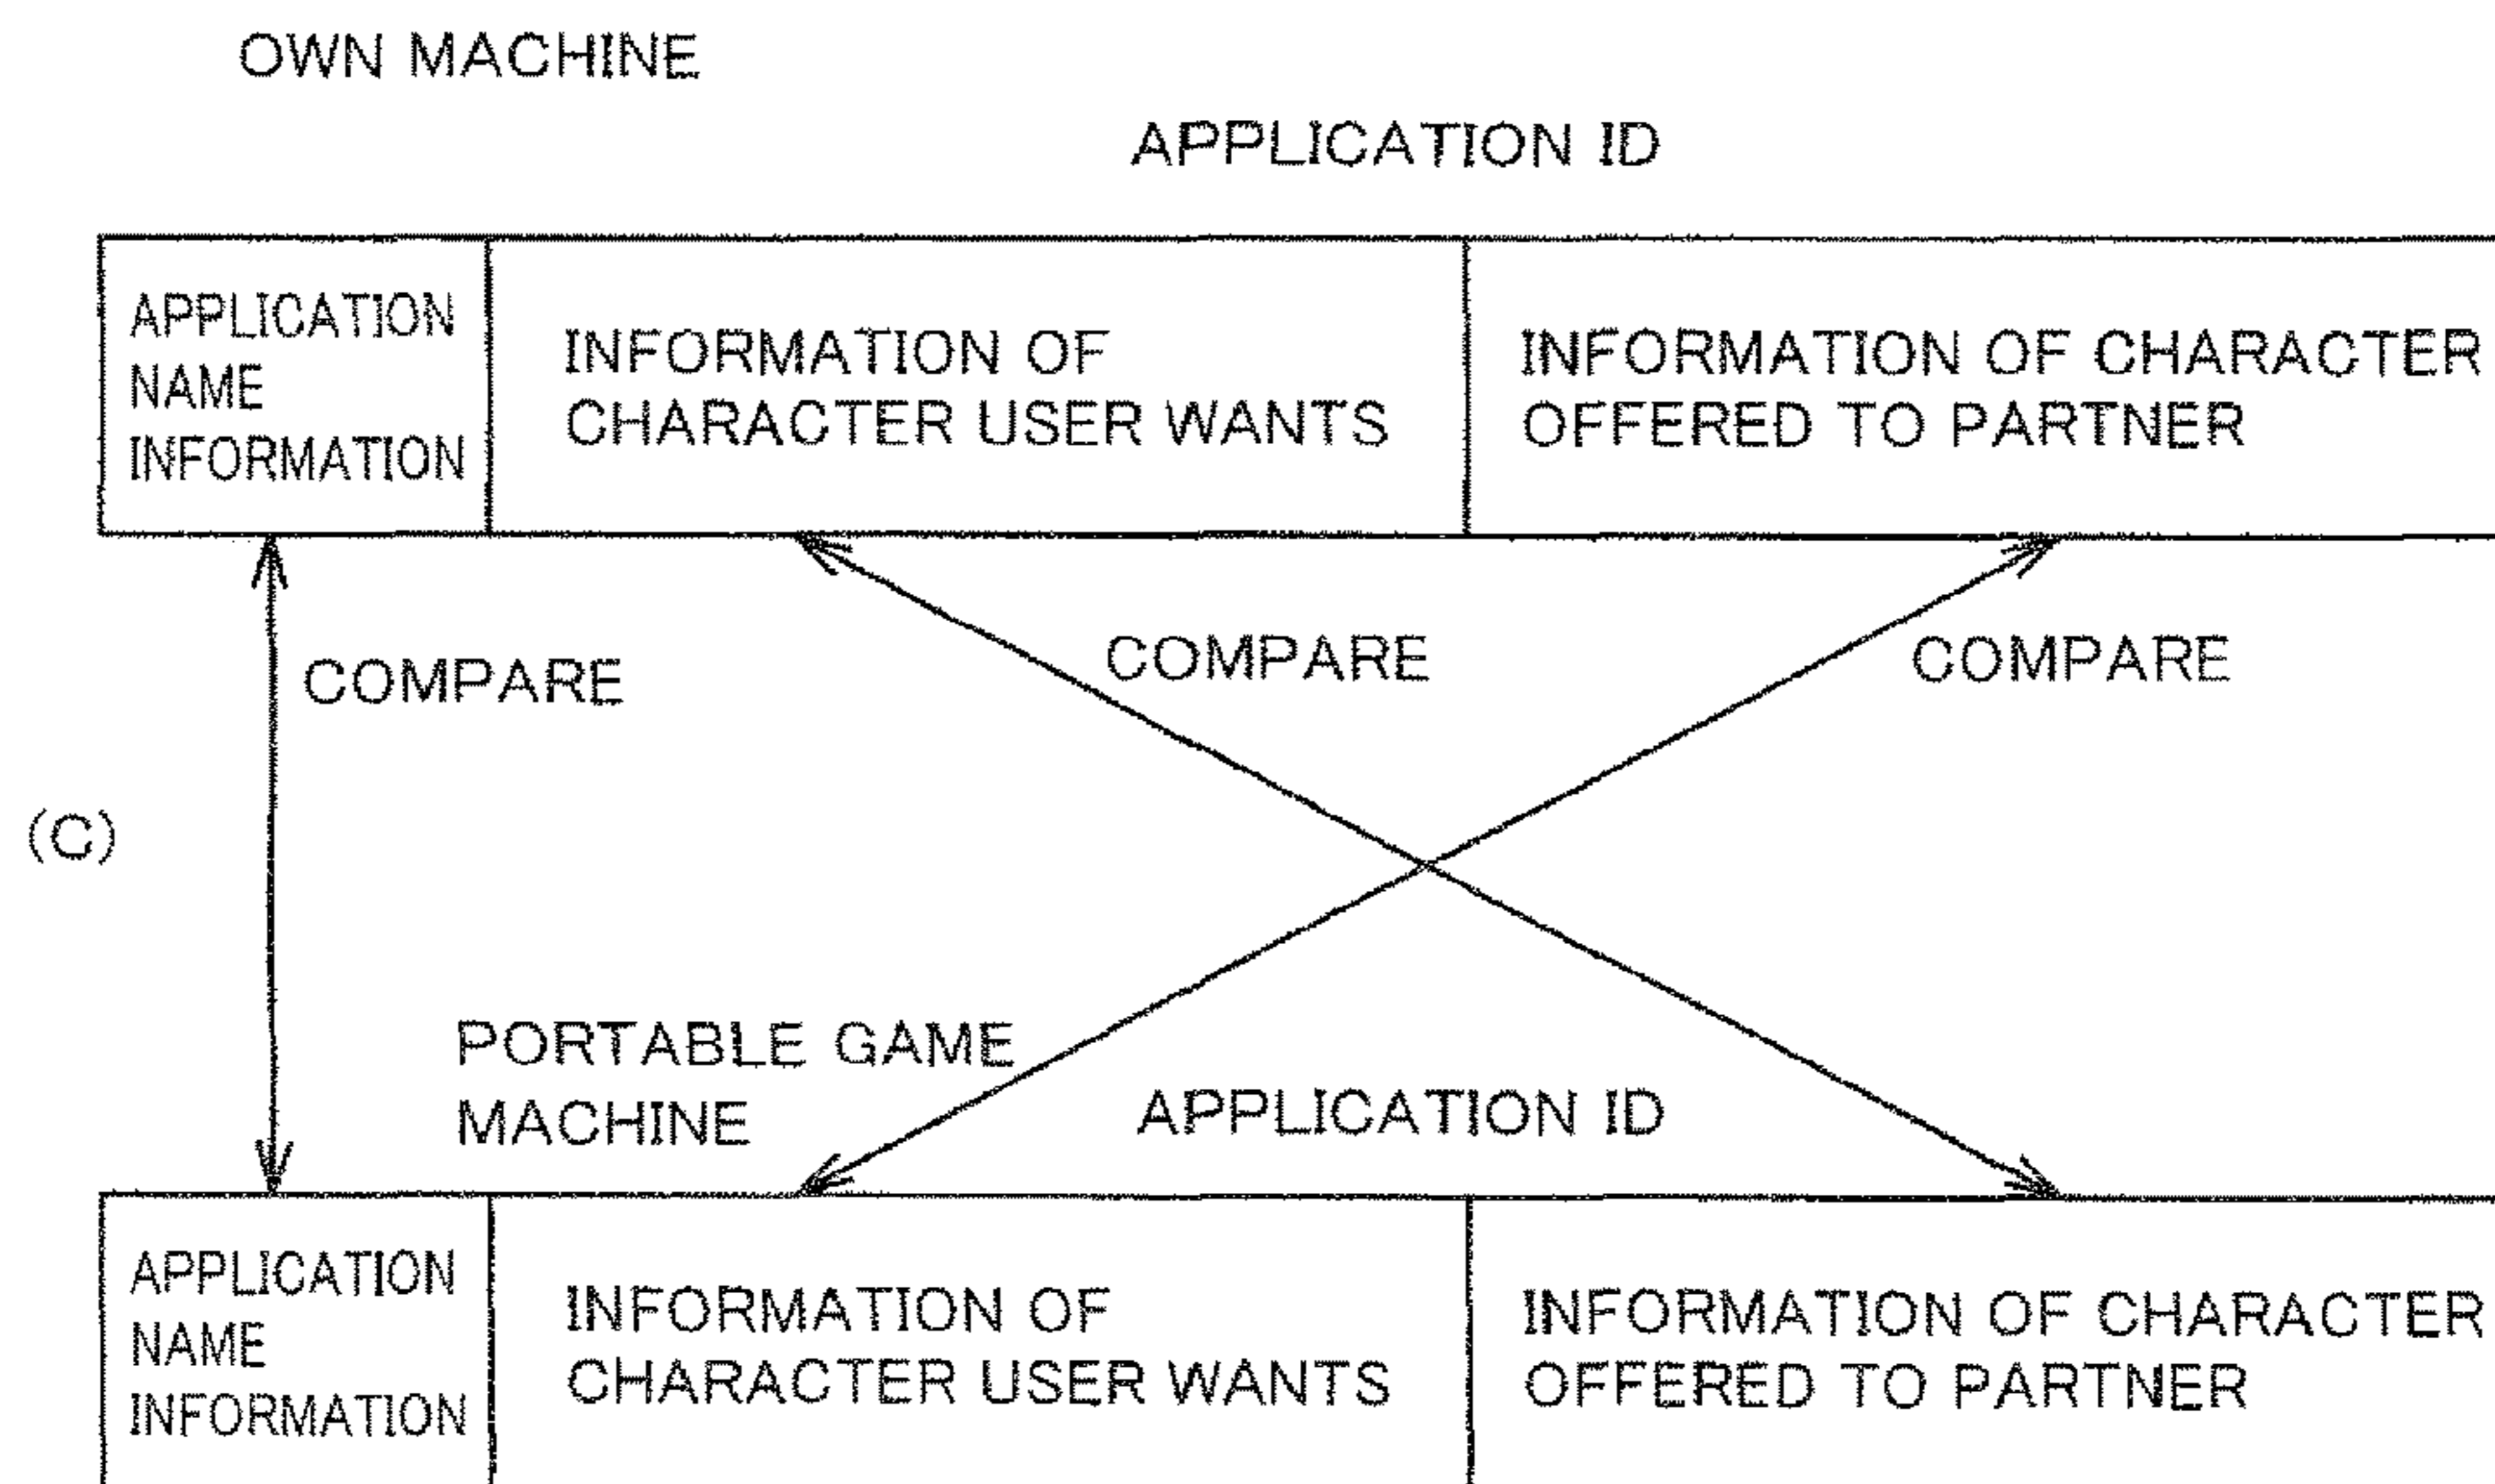 OWN MACHINE
APPLICATION ID
APPLICATION
NAME
INFORMATION
INFORMATION OF
CHARACTER USER WANTS
INFORMATION OF CHARACTER
OFFERED TO PARTNER
COMPARE
COMPARE
COMPARE
(C)
PORTABLE GAME
MACHINE
APPLICATION ID
APPLICATION
NAME
INFORMATION
INFORMATION OF
CHARACTER USER WANTS
INFORMATION OF CHARACTER
OFFERED TO PARTNER